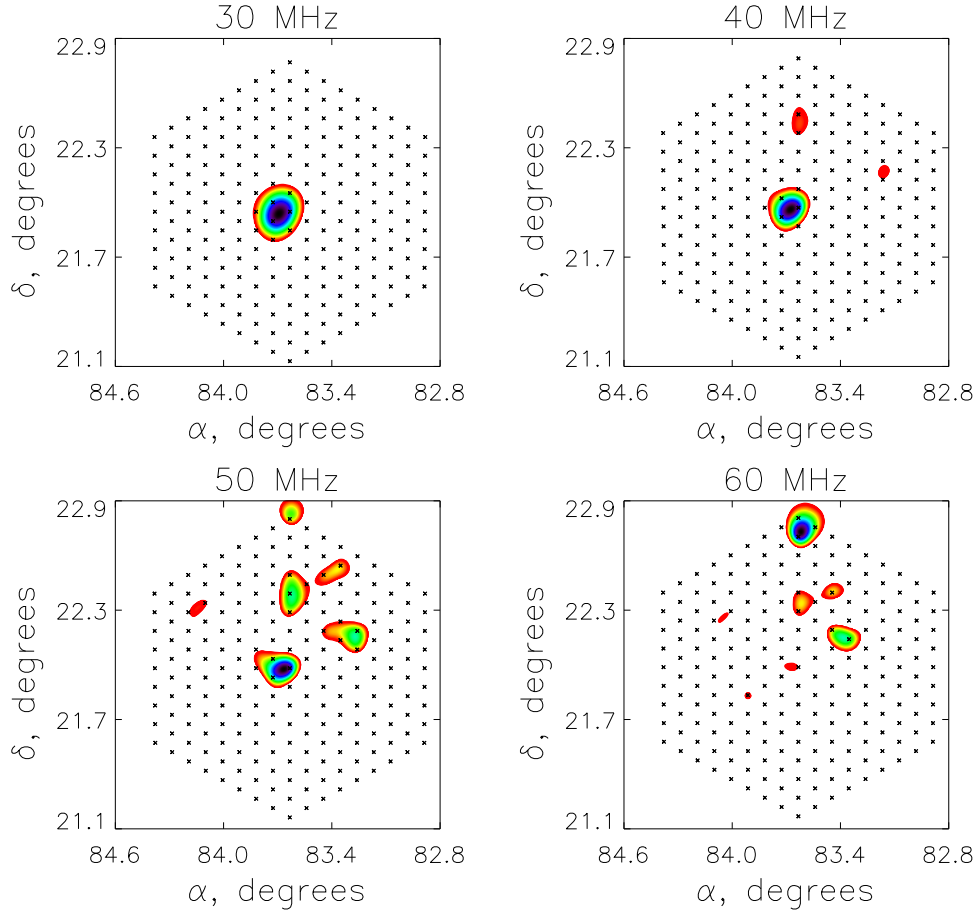 30 MHz
40 MHz
22.9
22.3
21.7
21.1
δ, degrees
84.6 84.0 83.4 82.8
α, degrees
22.9
22.3
21.7
21.1
δ, degrees
84.6 84.0 83.4 82.8
α, degrees
50 MHz
60 MHz
22.9
22.3
21.7
21.1
δ, degrees
84.6 84.0 83.4 82.8
α, degrees
22.9
22.3
21.7
21.1
δ, degrees
84.6 84.0 83.4 82.8
α, degrees